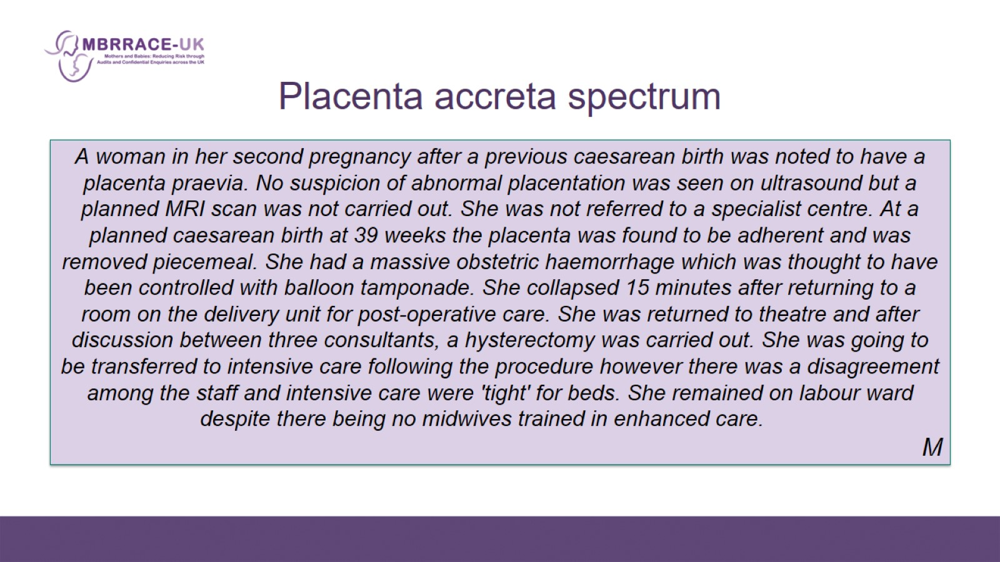 MBRRACE-UK
Mothers and Babies: Reducing Risk through
Audits and Confidential Enquiries across the UK
Placenta accreta spectrum
A woman in her second pregnancy after a previous caesarean birth was noted to have a
placenta praevia. No suspicion of abnormal placentation was seen on ultrasound but a
planned MRI scan was not carried out. She was not referred to a specialist centre. At a
planned caesarean birth at 39 weeks the placenta was found to be adherent and was
removed piecemeal. She had a massive obstetric haemorrhage which was thought to have
been controlled with balloon tamponade. She collapsed 15 minutes after returning to a
room on the delivery unit for post-operative care. She was returned to theatre and after
discussion between three consultants, a hysterectomy was carried out. She was going to
be transferred to intensive care following the procedure however there was a disagreement
among the staff and intensive care were 'tight' for beds. She remained on labour ward
despite there being no midwives trained in enhanced care.
M